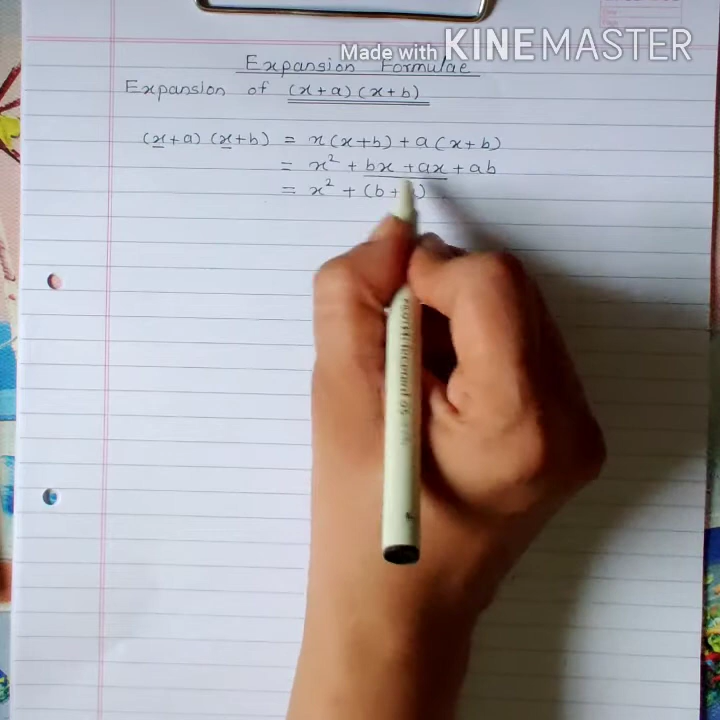 Made with KINEMASTER
Expansion Formulae
Expansion of (x+a)(x+b)
(x+a)(x+b) = x(x+b)+a(x+b)
= x² + bx + ax + ab
= x² + (b+